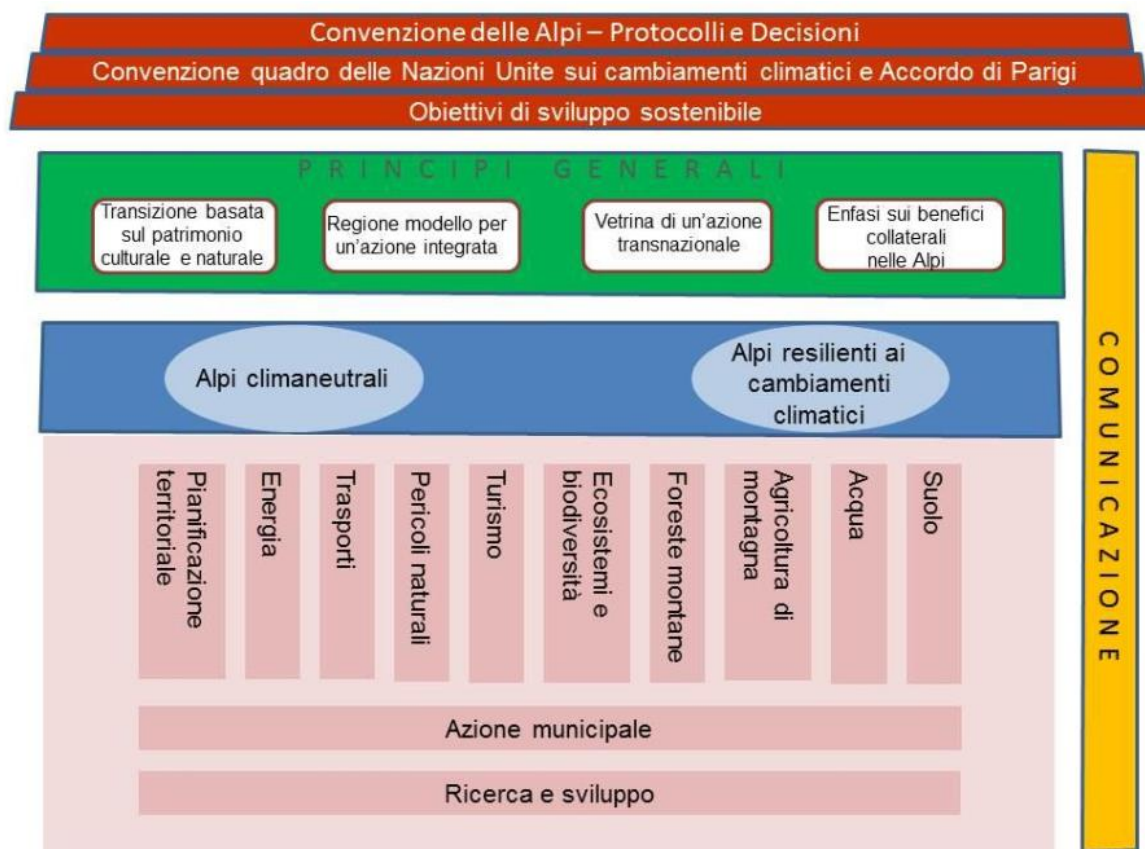 Convenzione delle Alpi – Protocolli e Decisioni
Convenzione quadro delle Nazioni Unite sui cambiamenti climatici e Accordo di Parigi
Obiettivi di sviluppo sostenibile
PRINCIPI GENERALI
Transizione basata
sul patrimonio
culturale e naturale
Regione modello per
un'azione integrata
Vetrina di un'azione
transnazionale
Enfasi sui benefici
collaterali
nelle Alpi
Alpi climaneutrali
Alpi resilienti ai
cambiamenti
climatici
Pianificazione
territoriale
Energia
Trasporti
Pericoli naturali
Turismo
Ecosistemi e
biodiversità
Foreste montane
Agricoltura di
montagna
Acqua
Suolo
Azione municipale
Ricerca e sviluppo
COMUNICAZIONE